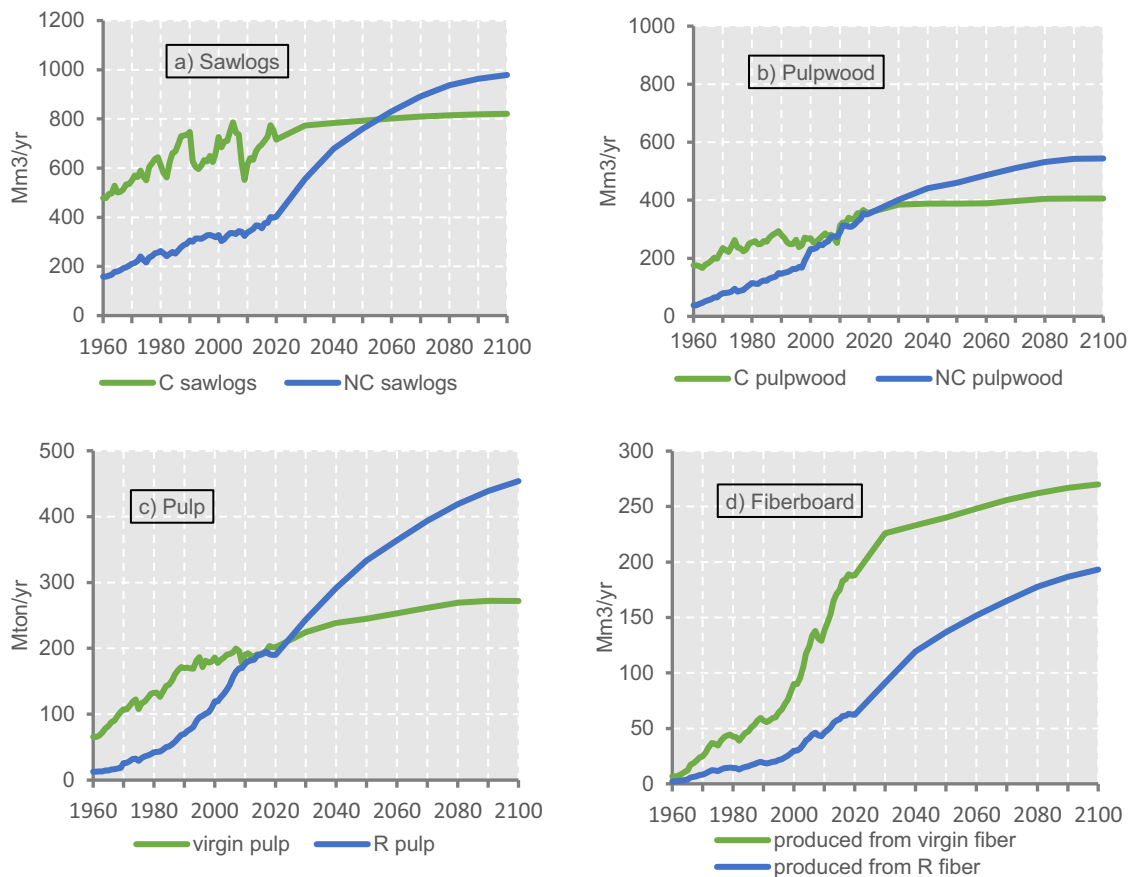 a) Sawlogs
Mm3/yr
1200
1000
800
600
400
200
0
1960 1980 2000 2020 2040 2060 2080 2100
C sawlogs NC sawlogs
b) Pulpwood
Mm3/yr
1000
800
600
400
200
0
1960 1980 2000 2020 2040 2060 2080 2100
C pulpwood NC pulpwood
c) Pulp
Mton/yr
500
400
300
200
100
0
1960 1980 2000 2020 2040 2060 2080 2100
virgin pulp R pulp
d) Fiberboard
Mm3/yr
300
250
200
150
100
50
0
1960 1980 2000 2020 2040 2060 2080 2100
produced from virgin fiber
produced from R fiber